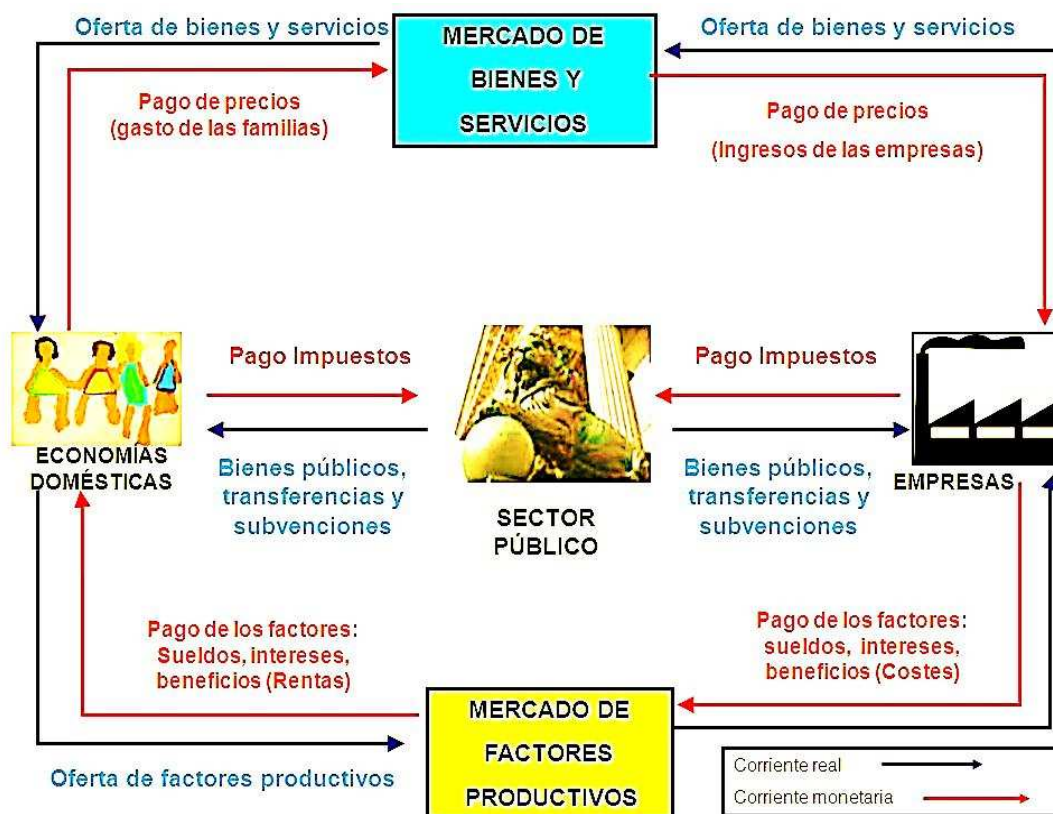 Oferta de bienes y servicios
MERCADO DE
BIENES Y
SERVICIOS
Oferta de bienes y servicios
Pago de precios
(gasto de las familias)
Pago de precios
(Ingresos de las empresas)
Pago Impuestos
Pago Impuestos
ECONOMÍAS
DOMÉSTICAS
Bienes públicos,
transferencias y
subvenciones
SECTOR
PÚBLICO
Bienes públicos,
transferencias y
subvenciones
EMPRESAS
Pago de los factores:
Sueldos, intereses,
beneficios (Rentas)
Pago de los factores:
sueldos, intereses,
beneficios (Costes)
MERCADO DE
FACTORES
PRODUCTIVOS
Oferta de factores productivos
Corriente real
Corriente monetaria